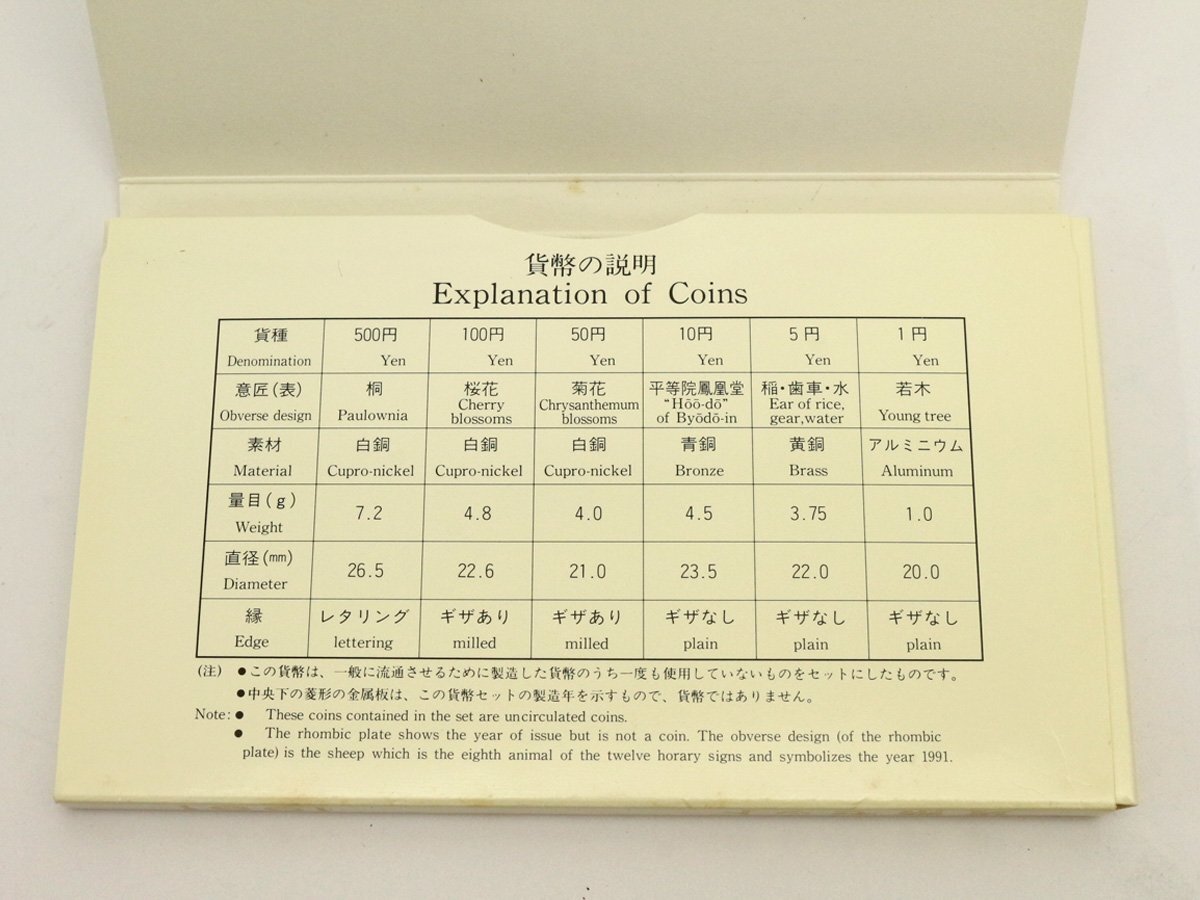 貨幣の説明
Explanation of Coins
貨種 500円 100円 50円 10円 5円 1円
Denomination Yen Yen Yen Yen Yen Yen
意匠(表) 桐 桜花 菊花 平等院鳳凰堂 稲・歯車・水 若木
Obverse design Paulownia Cherry blossoms Chrysanthemum blossoms "Hōō-dō" of Byōdō-in Ear of rice, gear,water Young tree
素材 白銅 白銅 白銅 青銅 黄銅 アルミニウム
Material Cupro-nickel Cupro-nickel Cupro-nickel Bronze Brass Aluminum
量目(g) 7.2 4.8 4.0 4.5 3.75 1.0
Weight
直径(mm) 26.5 22.6 21.0 23.5 22.0 20.0
Diameter
縁 レタリング ギザあり ギザあり ギザなし ギザなし ギザなし
Edge lettering milled milled plain plain plain
(注) ●この貨幣は、一般に流通させるために製造した貨幣のうち一度も使用していないものをセットにしたものです。
●中央下の菱形の金属板は、この貨幣セットの製造年を示すもので、貨幣ではありません。
Note: ● These coins contained in the set are uncirculated coins.
● The rhombic plate shows the year of issue but is not a coin. The obverse design (of the rhombic
plate) is the sheep which is the eighth animal of the twelve horary signs and symbolizes the year 1991.